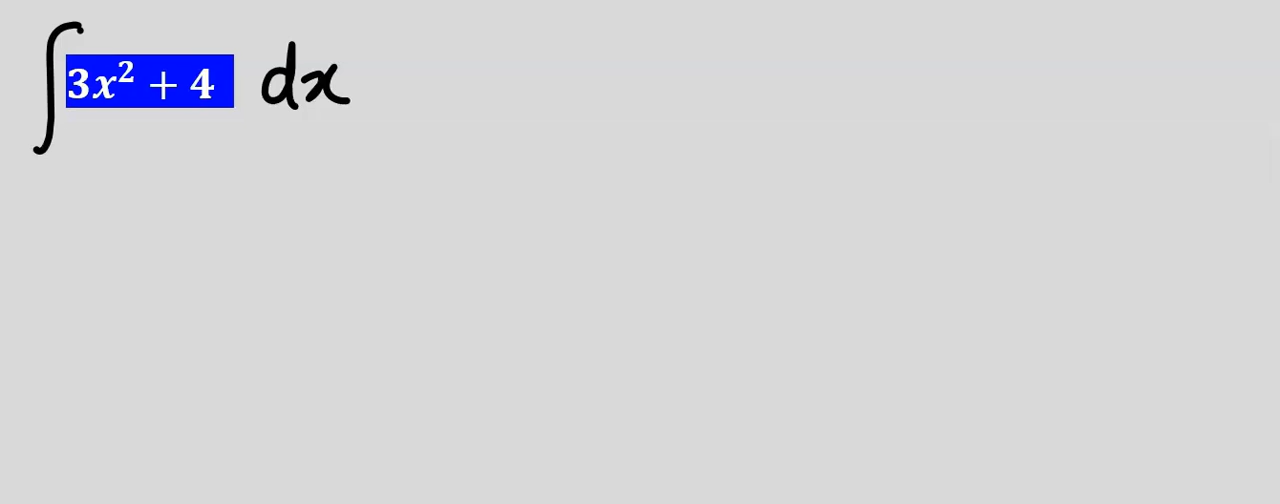 ∫ 3x² + 4 dx